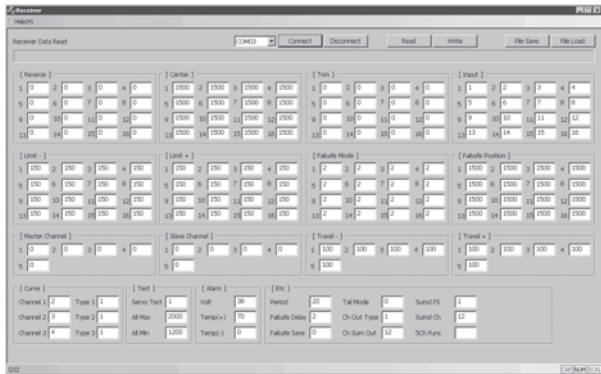 Receiver
Help(H)
Receiver Data Read COM03 Connect Disconnect Read Write File Save File Load
[ Reverse ] [ Center ] [ Trim ] [ Input ]
1 0 2 0 3 0 4 0 1 1500 2 1500 3 1500 4 1500 1 0 2 0 3 0 4 0 1 1 2 2 3 3 4 4
5 0 6 0 7 0 8 0 5 1500 6 1500 7 1500 8 1500 5 0 6 0 7 0 8 0 5 5 6 6 7 7 8 8
9 0 10 0 11 0 12 0 9 1500 10 1500 11 1500 12 1500 9 0 10 0 11 0 12 0 9 9 10 10 11 11 12 12
13 0 14 0 15 0 16 0 13 1500 14 1500 15 1500 16 1500 13 0 14 0 15 0 16 0 13 13 14 14 15 15 16 16
[ Limit - ] [ Limit + ] [ Failsafe Mode ] [ Failsafe Position ]
1 150 2 150 3 150 4 150 1 150 2 150 3 150 4 150 1 2 2 2 3 2 4 2 1 1500 2 1500 3 1500 4 1500
5 150 6 150 7 150 8 150 5 150 6 150 7 150 8 150 5 2 6 2 7 2 8 2 5 1500 6 1500 7 1500 8 1500
9 150 10 150 11 150 12 150 9 150 10 150 11 150 12 150 9 2 10 2 11 2 12 2 9 1500 10 1500 11 1500 12 1500
13 150 14 150 15 150 16 150 13 150 14 150 15 150 16 150 13 2 14 2 15 2 16 2 13 1500 14 1500 15 1500 16 1500
[ Master Channel ] [ Slave Channel ] [ Travel - ] [ Travel + ]
1 0 2 0 3 0 4 0 1 0 2 0 3 0 4 0 1 100 2 100 3 100 4 100 1 100 2 100 3 100 4 100
5 0 5 0 5 100 5 100
[ Curve ] [ Test ] [ Alarm ] [ Etc ]
Channel 1 2 Type 1 1 Servo Test 1 Volt 38 Period 20 Tail Mode 0 Sumd FS 1
Channel 2 3 Type 2 1 All Max 2000 Temp(+) 70 Failsafe Delay 2 Ch Out Type 1 Sumd Ch 12
Channel 3 4 Type 3 1 All Min 1200 Temp(-) 0 Failsafe Save 0 Ch Sum Out 12 SCh Func
CAP NUM SCRL